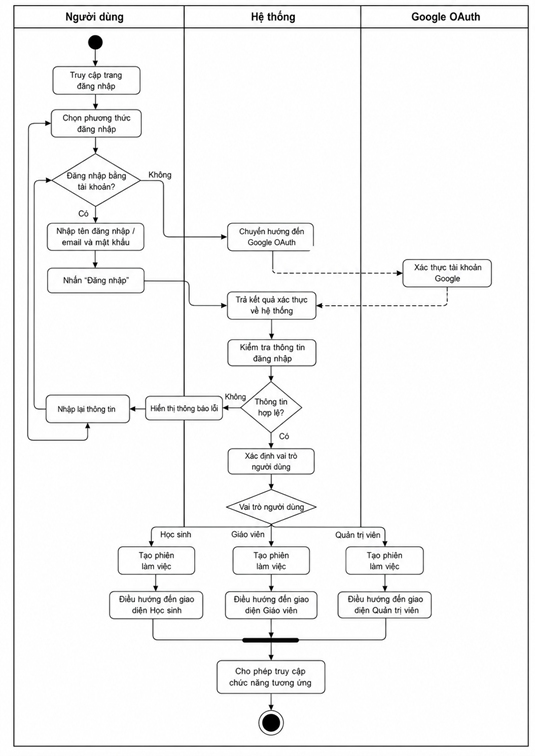 Người dùng
Hệ thống
Google OAuth
Truy cập trang
đăng nhập
Chọn phương thức
đăng nhập
Đăng nhập bằng
tài khoản?
Không
Có
Nhập tên đăng nhập /
email và mật khẩu
Chuyển hướng đến
Google OAuth
Nhấn "Đăng nhập"
Xác thực tài khoản
Google
Trả kết quả xác thực
về hệ thống
Kiểm tra thông tin
đăng nhập
Nhập lại thông tin
Hiển thị thông báo lỗi
Không
Thông tin
hợp lệ?
Có
Xác định vai trò
người dùng
Vai trò người dùng
Học sinh
Giáo viên
Quản trị viên
Tạo phiên
làm việc
Tạo phiên
làm việc
Tạo phiên
làm việc
Điều hướng đến giao
diện Học sinh
Điều hướng đến giao
diện Giáo viên
Điều hướng đến giao
diện Quản trị viên
Cho phép truy cập
chức năng tương ứng